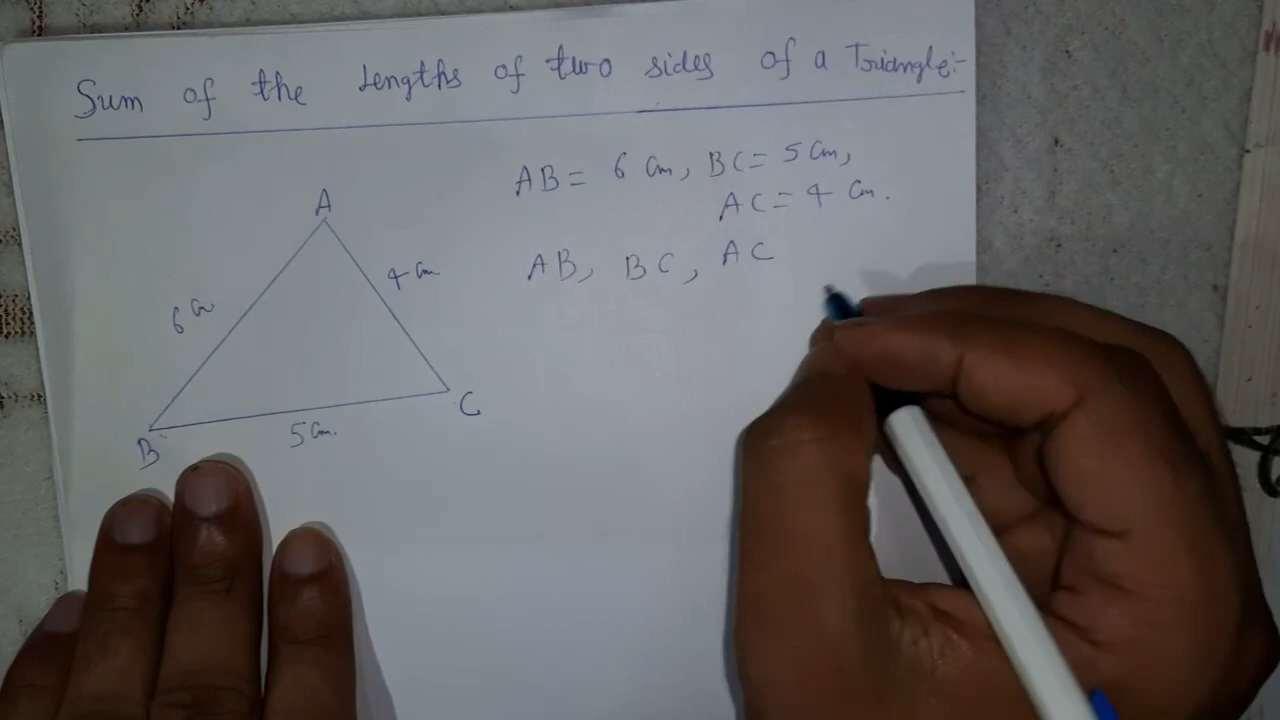 Sum of the Lengths of two sides of a Triangle:-
AB = 6 Cm, BC = 5 Cm,
AC = 4 Cm.
A
AB, BC, AC
4 Cm
6 Cm
C
5 Cm.
B